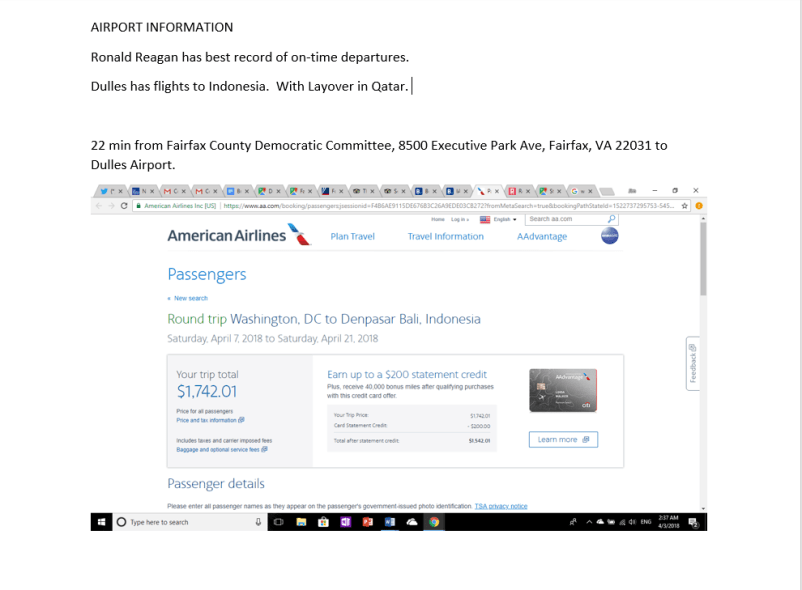 AIRPORT INFORMATION
Ronald Reagan has best record of on-time departures.
Dulles has flights to Indonesia. With Layover in Qatar.
22 min from Fairfax County Democratic Committee, 8500 Executive Park Ave, Fairfax, VA 22031 to
Dulles Airport.
American Airlines Inc [US]
Home Log in English Search aa.com
American Airlines Plan Travel Travel Information AAdvantage
Passengers
« New search
Round trip Washington, DC to Denpasar Bali, Indonesia
Saturday, April 7, 2018 to Saturday, April 21, 2018
Feedback
Your trip total
$1,742.01
Price for all passengers
Price and tax information
Includes taxes and carrier imposed fees
Baggage and optional service fees
Earn up to a $200 statement credit
Plus, receive 40,000 bonus miles after qualifying purchases
with this credit card offer.
Your Trip Price: $1,742.01
Card Statement Credit: - $200.00
Total after statement credit: $1,542.01
AAdvantage
citi
Learn more
Passenger details
Please enter all passenger names as they appear on the passenger's government-issued photo identification. TSA privacy notice
Type here to search
ENG
2:37 AM
4/3/2018